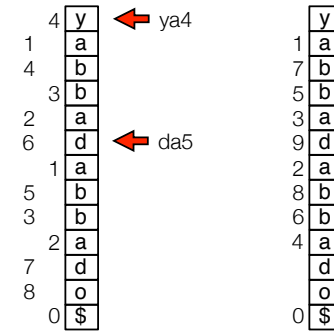 4 y ya4 y
1 a 1 a
4 b 7 b
3 b 5 b
2 a 3 a
6 d da5 9 d
1 a 2 a
5 b 8 b
3 b 6 b
2 a 4 a
7 d d
8 o o
0 $ 0 $